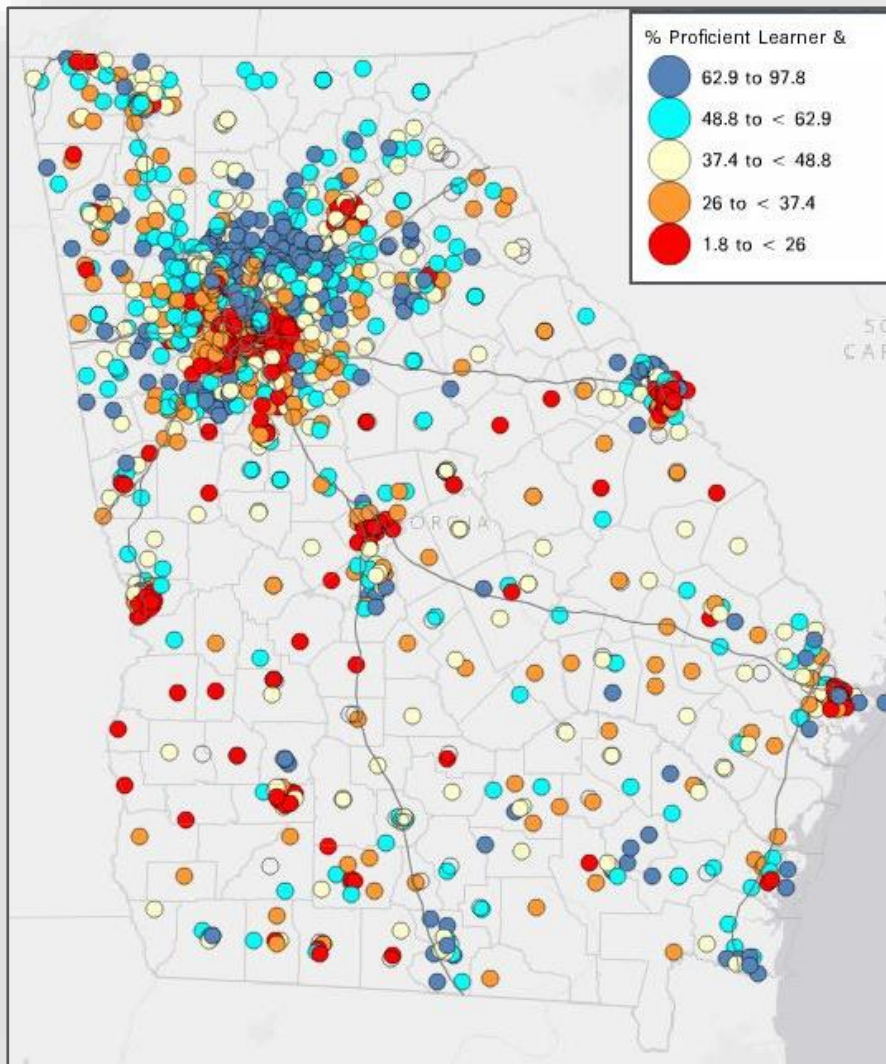 % Proficient Learner &
62.9 to 97.8
48.8 to < 62.9
37.4 to < 48.8
26 to < 37.4
1.8 to < 26